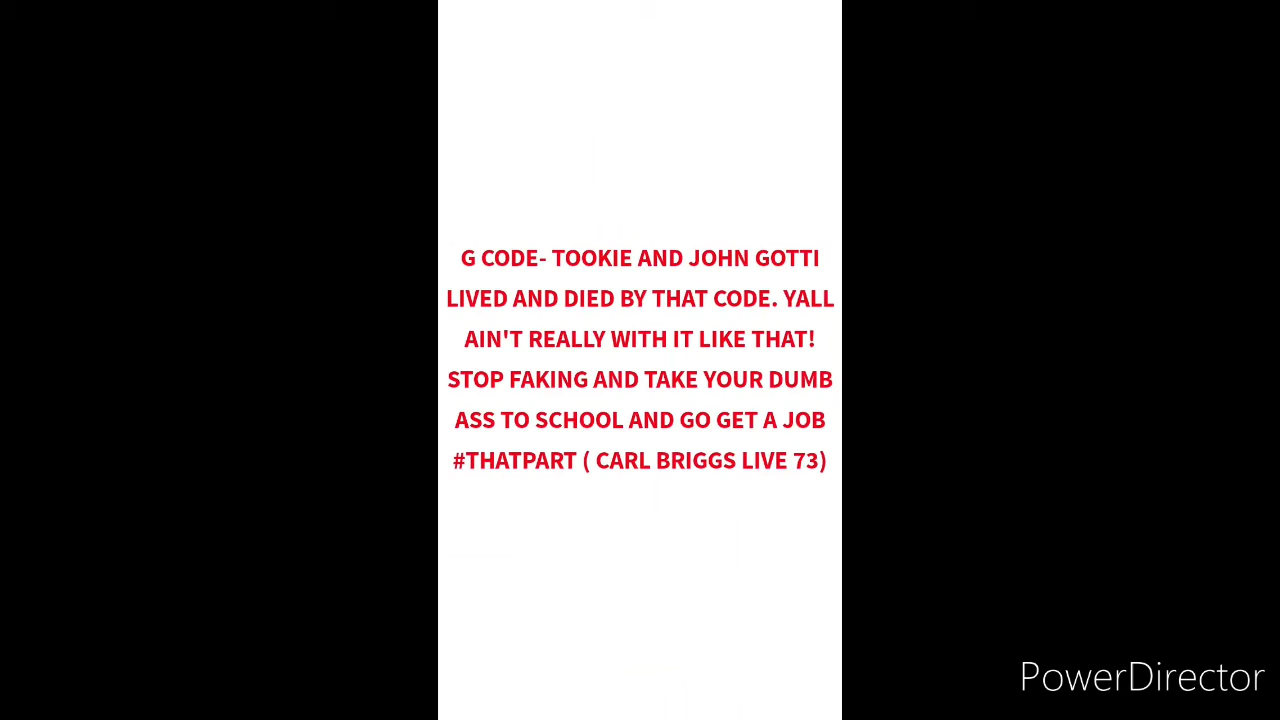 G CODE- TOOKIE AND JOHN GOTTI
LIVED AND DIED BY THAT CODE. YALL
AIN'T REALLY WITH IT LIKE THAT!
STOP FAKING AND TAKE YOUR DUMB
ASS TO SCHOOL AND GO GET A JOB
#THATPART ( CARL BRIGGS LIVE 73)
PowerDirector